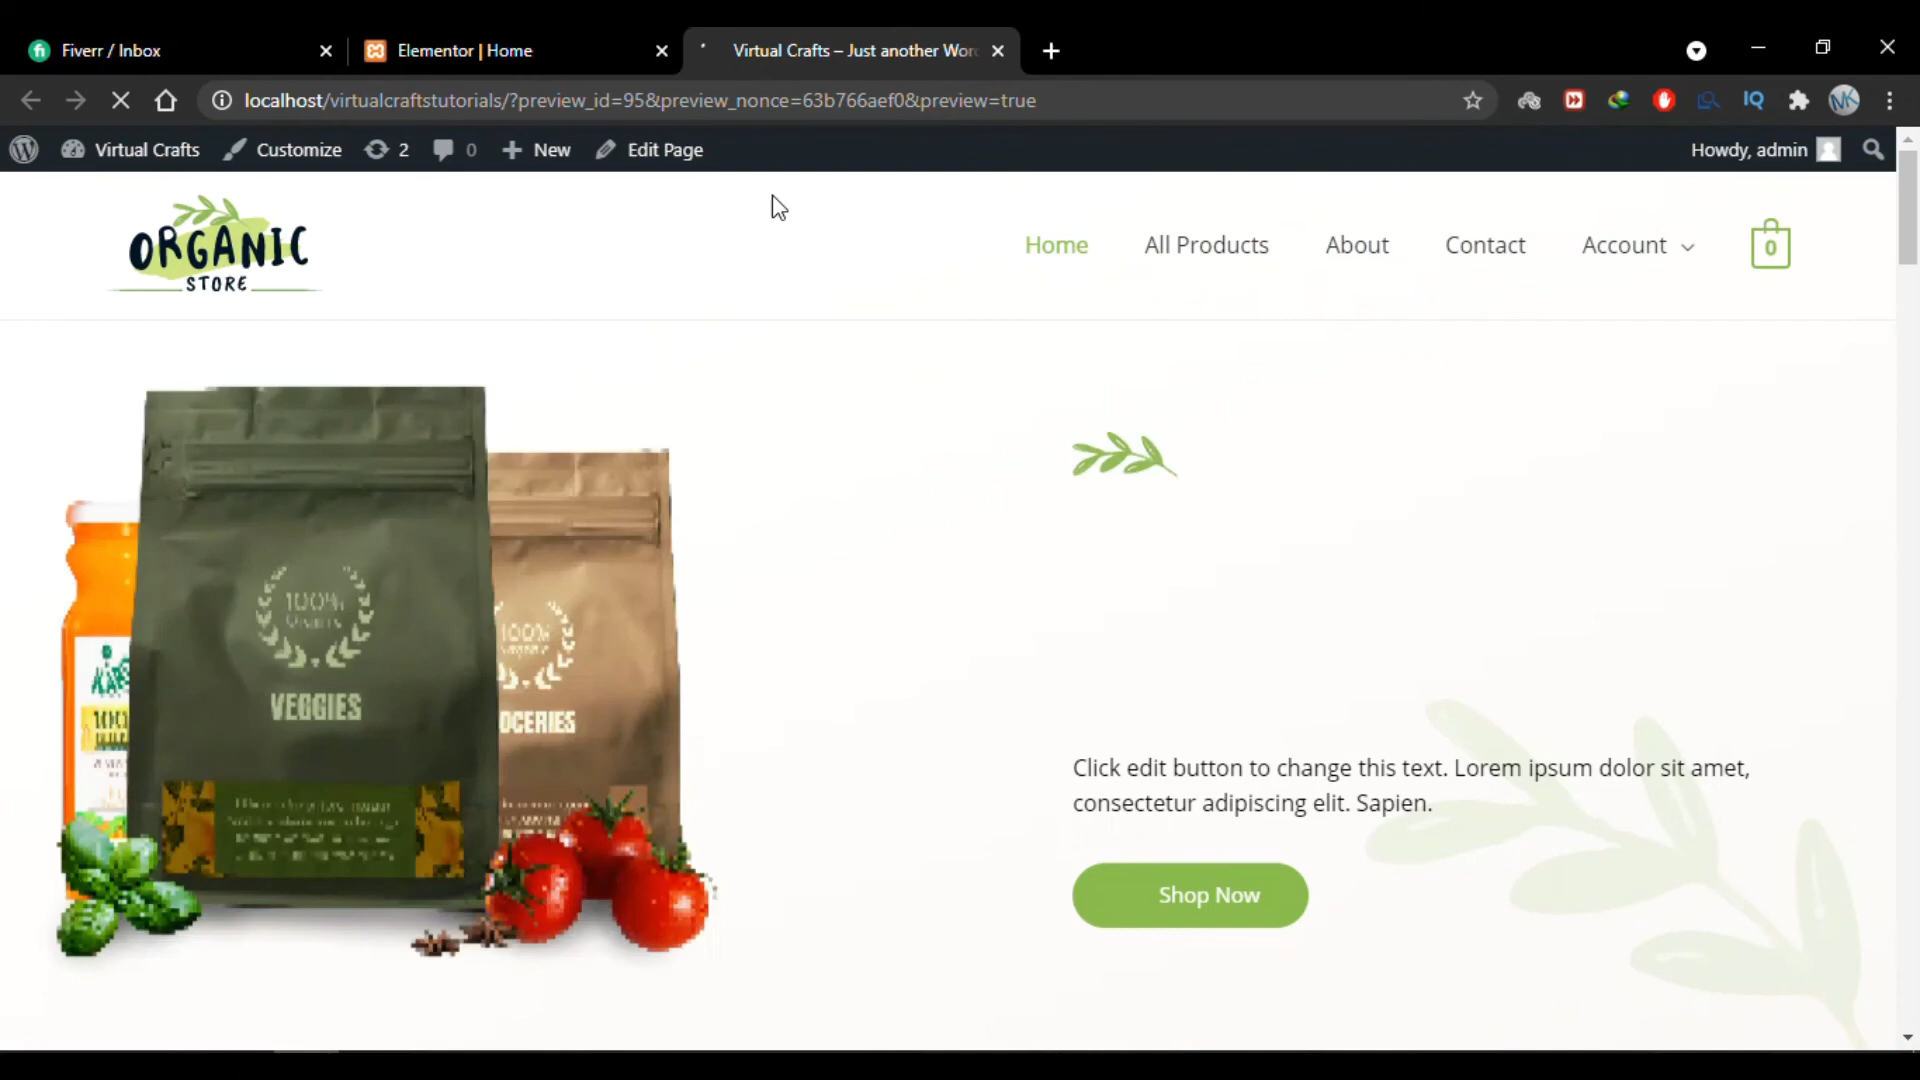 Fiverr / Inbox
Elementor | Home
Virtual Crafts – Just another Wor
localhost/virtualcraftstutorials/?preview_id=95&preview_nonce=63b766aef0&preview=true
IQ
MK
Virtual Crafts
Customize
2
0
New
Edit Page
Howdy, admin
ORGANIC
STORE
Home
All Products
About
Contact
Account
0
100%
VEGGIES
100%
OCERIES
Click edit button to change this text. Lorem ipsum dolor sit amet,
consectetur adipiscing elit. Sapien.
Shop Now